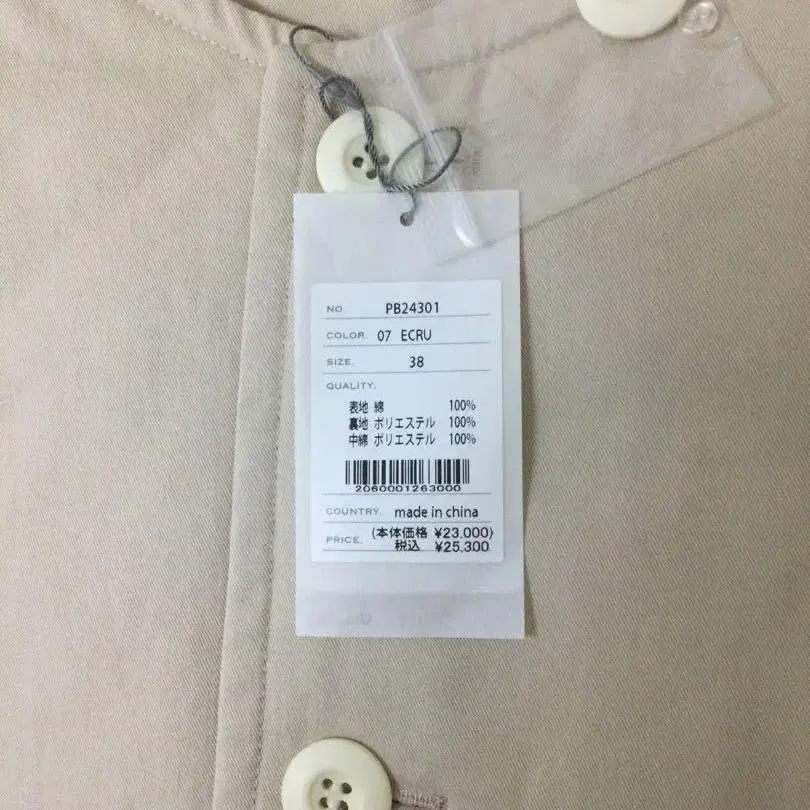 NO. PB24301
COLOR. 07 ECRU
SIZE. 38
QUALITY.
表地 綿 100%
裏地 ポリエステル 100%
中綿 ポリエステル 100%
2060001263000
COUNTRY. made in china
PRICE. (本体価格 ¥23,000)
税込 ¥25,300